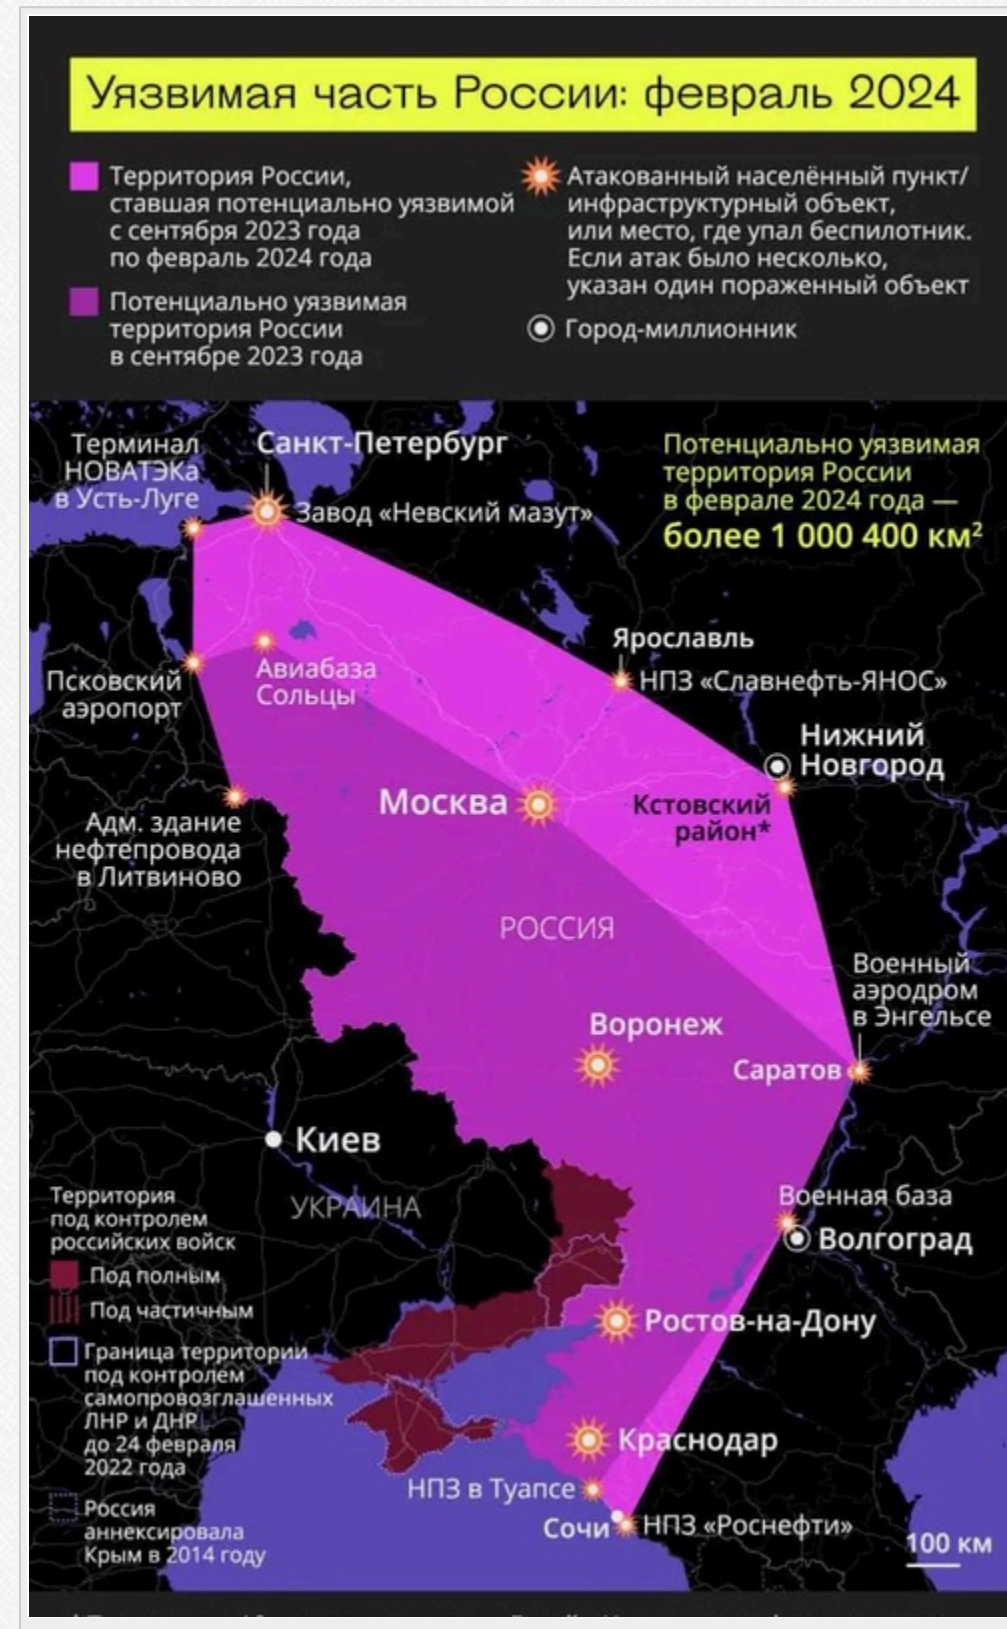 Уязвимая часть России: февраль 2024
Территория России,
ставшая потенциально уязвимой
с сентября 2023 года
по февраль 2024 года
Потенциально уязвимая
территория России
в сентябре 2023 года
Атакованный населённый пункт/
инфраструктурный объект,
или место, где упал беспилотник.
Если атак было несколько,
указан один пораженный объект
Город-миллионник
Терминал
НОВАТЭКа
в Усть-Луге
Санкт-Петербург
Завод «Невский мазут»
Потенциально уязвимая
территория России
в феврале 2024 года —
более 1 000 400 км²
Ярославль
НПЗ «Славнефть-ЯНОС»
Псковский
аэропорт
Авиабаза
Сольцы
Нижний
Новгород
Москва
Кстовский
район*
Адм. здание
нефтепровода
в Литвиново
РОССИЯ
Военный
аэродром
в Энгельсе
Воронеж
Саратов
Киев
УКРАИНА
Военная база
Волгоград
Территория
под контролем
российских войск
Под полным
Под частичным
Граница территории
под контролем
самопровозглашенных
ЛНР и ДНР
до 24 февраля
2022 года
Россия
аннексировала
Крым в 2014 году
Ростов-на-Дону
Краснодар
НПЗ в Туапсе
Сочи
НПЗ «Роснефти»
100 км